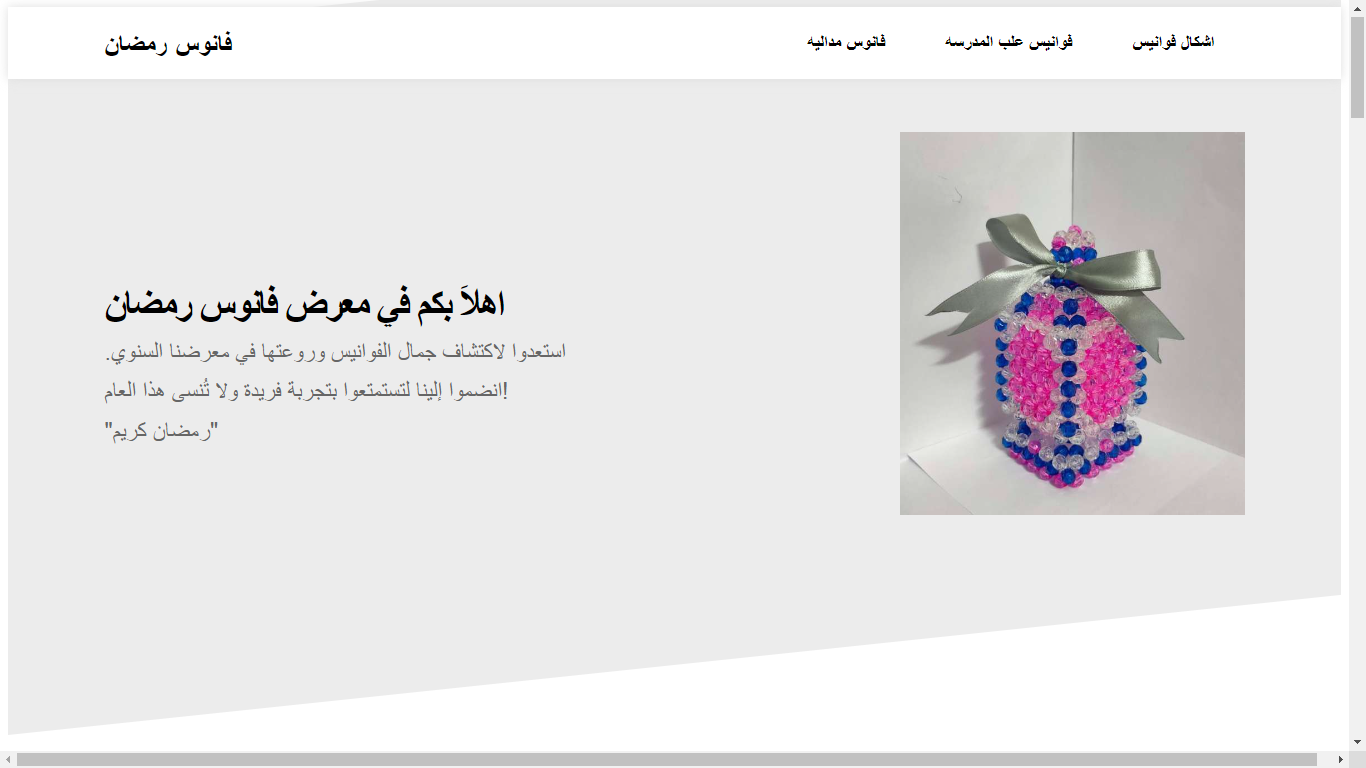 فانوس رمضان
اشكال فوانيس
فوانيس علب المدرسه
فانوس مداليه
اهلاَ بكم في معرض فانوس رمضان
استعدوا لاكتشاف جمال الفوانيس وروعتها في معرضنا السنوي.
انضموا إلينا لتستمتعوا بتجربة فريدة ولا تُنسى هذا العام!
"رمضان كريم"